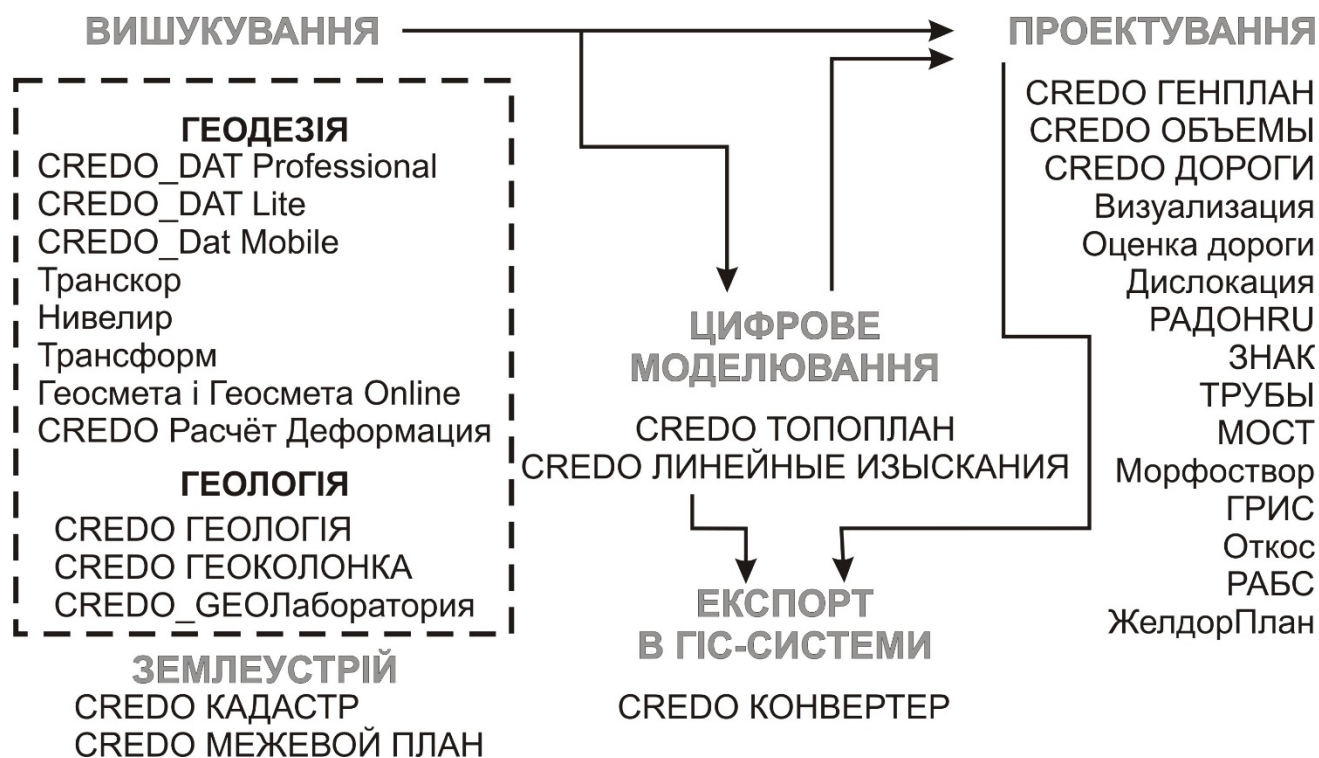 ВИШУКУВАННЯ
ГЕОДЕЗІЯ
CREDO_DAT Professional
CREDO_DAT Lite
CREDO_Dat Mobile
Транскор
Нивелир
Трансформ
Геосмета і Геосмета Online
CREDO Расчёт Деформация
ГЕОЛОГІЯ
CREDO ГЕОЛОГІЯ
CREDO ГЕОКОЛОНКА
CREDO_GEOЛаборатория
ЗЕМЛЕУСТРІЙ
CREDO КАДАСТР
CREDO МЕЖЕВОЙ ПЛАН
ЦИФРОВЕ
МОДЕЛЮВАННЯ
CREDO ТОПОПЛАН
CREDO ЛИНЕЙНЫЕ ИЗЫСКАНИЯ
ЕКСПОРТ
В ГІС-СИСТЕМИ
CREDO КОНВЕРТЕР
ПРОЕКТУВАННЯ
CREDO ГЕНПЛАН
CREDO ОБЪЕМЫ
CREDO ДОРОГИ
Визуализация
Оценка дороги
Дислокация
РАДОНRU
ЗНАК
ТРУБЫ
МОСТ
Морфоствор
ГРИС
Откос
РАБС
ЖелдорПлан